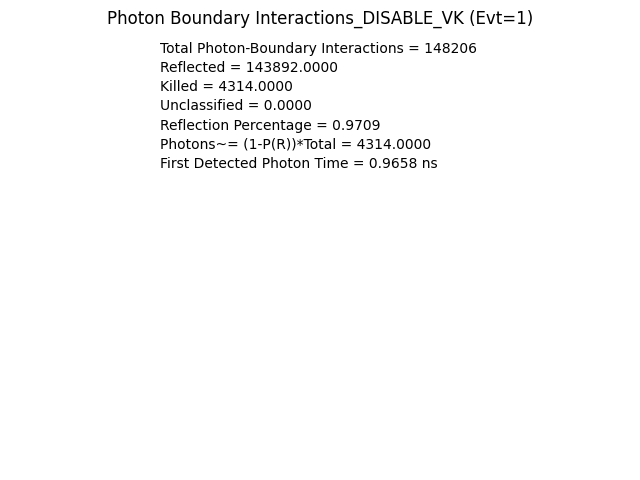 Photon Boundary Interactions_DISABLE_VK (Evt=1)
Total Photon-Boundary Interactions = 148206
Reflected = 143892.0000
Killed = 4314.0000
Unclassified = 0.0000
Reflection Percentage = 0.9709
Photons~= (1-P(R))*Total = 4314.0000
First Detected Photon Time = 0.9658 ns